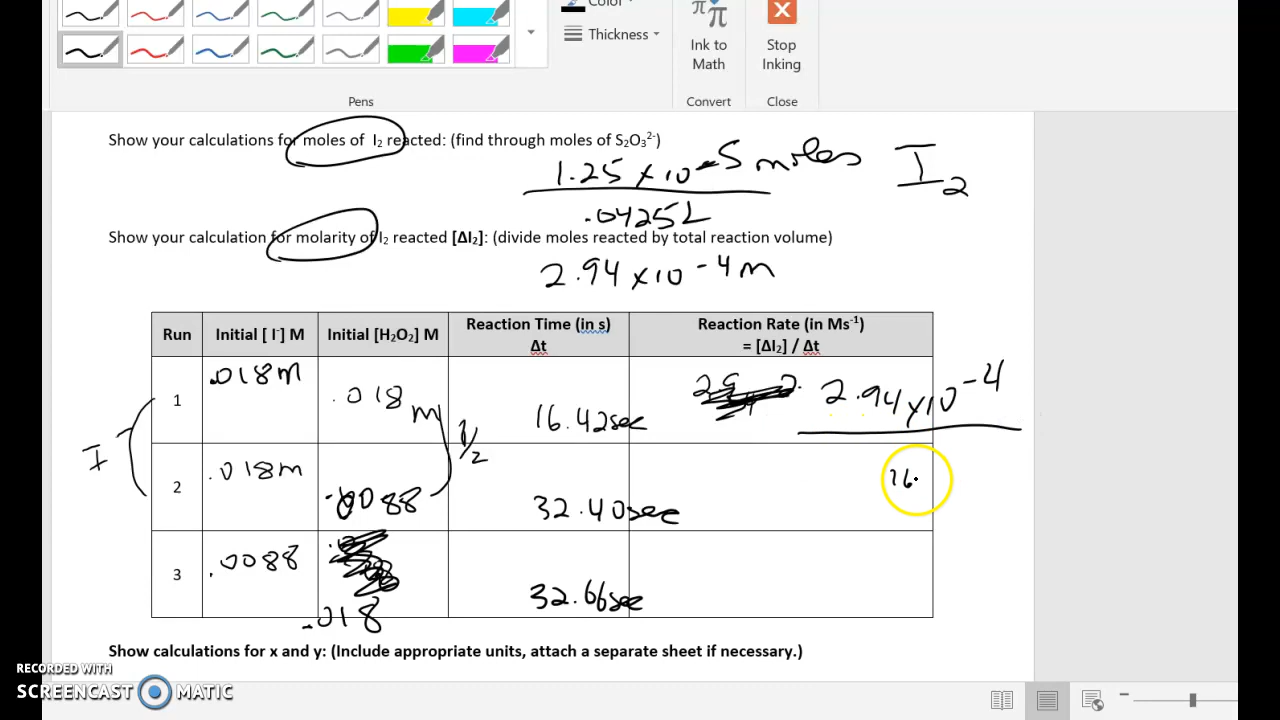 Color
Thickness
Ink to
Math
Stop
Inking
Pens
Convert
Close
Show your calculations for moles of I₂ reacted: (find through moles of S₂O₃²⁻)
1.25 x 10⁻⁵ moles I₂
.0425L
Show your calculation for molarity of I₂ reacted [ΔI₂]: (divide moles reacted by total reaction volume)
2.94 x 10 -4 m
Run
Initial [ I⁻] M
Initial [H₂O₂] M
Reaction Time (in s)
Δt
Reaction Rate (in Ms⁻¹)
= [ΔI₂] / Δt
1
.018m
.018 m
16.42sec
2.94 x 10⁻⁴
16.
I
1/2
2
.018m
.0088
32.40sec
3
.0088
.018
32.66sec
Show calculations for x and y: (Include appropriate units, attach a separate sheet if necessary.)
RECORDED WITH
SCREENCAST MATIC